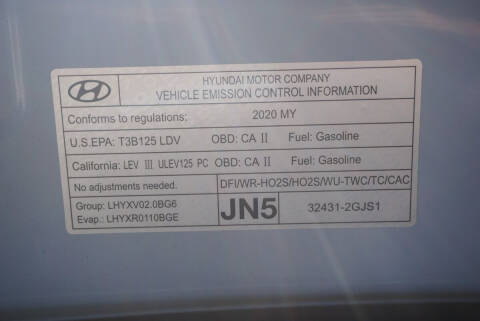 HYUNDAI MOTOR COMPANY
VEHICLE EMISSION CONTROL INFORMATION
Conforms to regulations: 2020 MY
U.S.EPA: T3B125 LDV OBD: CA II Fuel: Gasoline
California: LEV III ULEV125 PC OBD: CA II Fuel: Gasoline
No adjustments needed. DFI/WR-HO2S/HO2S/WU-TWC/TC/CAC
Group: LHYXV02.0BG6
Evap.: LHYXR0110BGE
JN5
32431-2GJS1